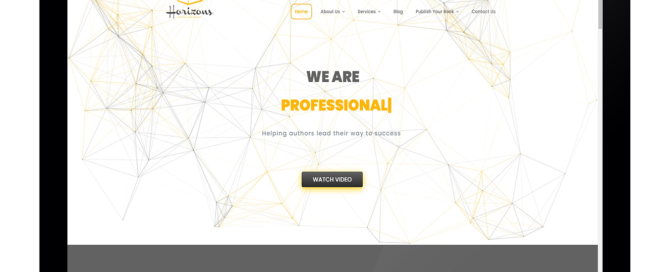 Horizons
Home About Us Services Blog Publish Your Book Contact Us
WE ARE
PROFESSIONAL
Helping authors lead their way to success
WATCH VIDEO